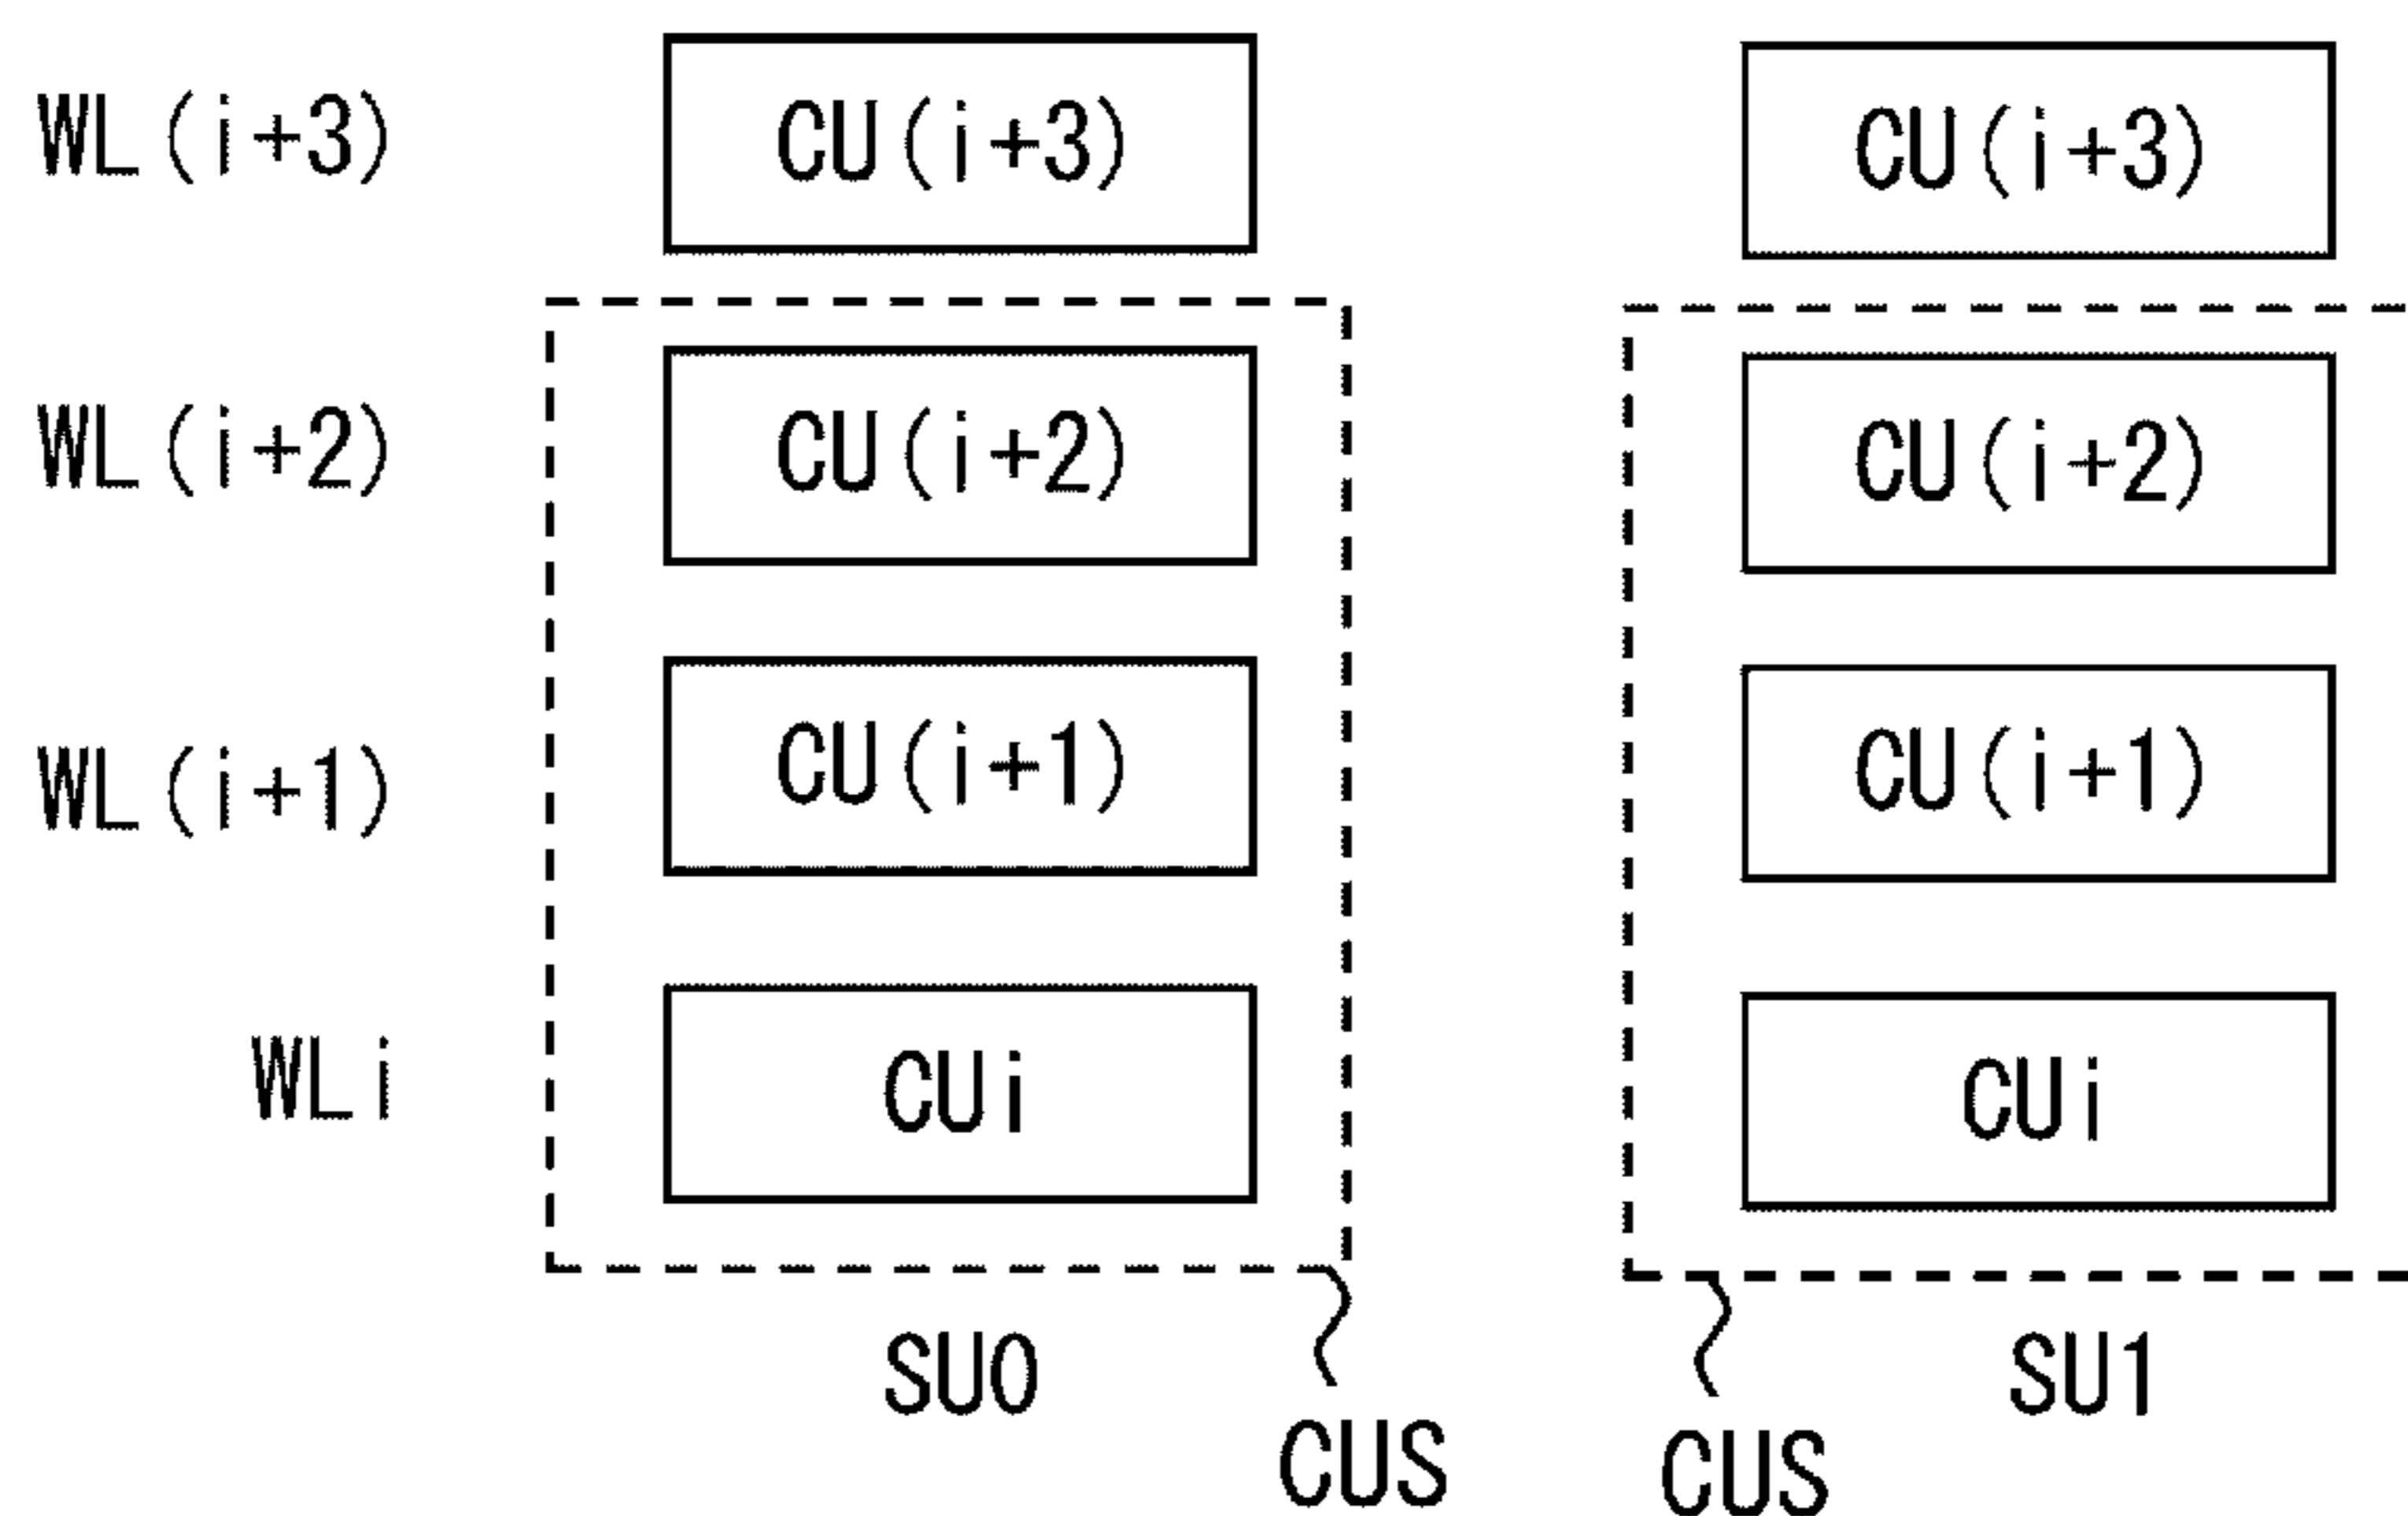 WL(i+3) CU(i+3) CU(i+3)
WL(i+2) CU(i+2) CU(i+2)
WL(i+1) CU(i+1) CU(i+1)
WLi CUi CUi
SU0 SU1
CUS CUS